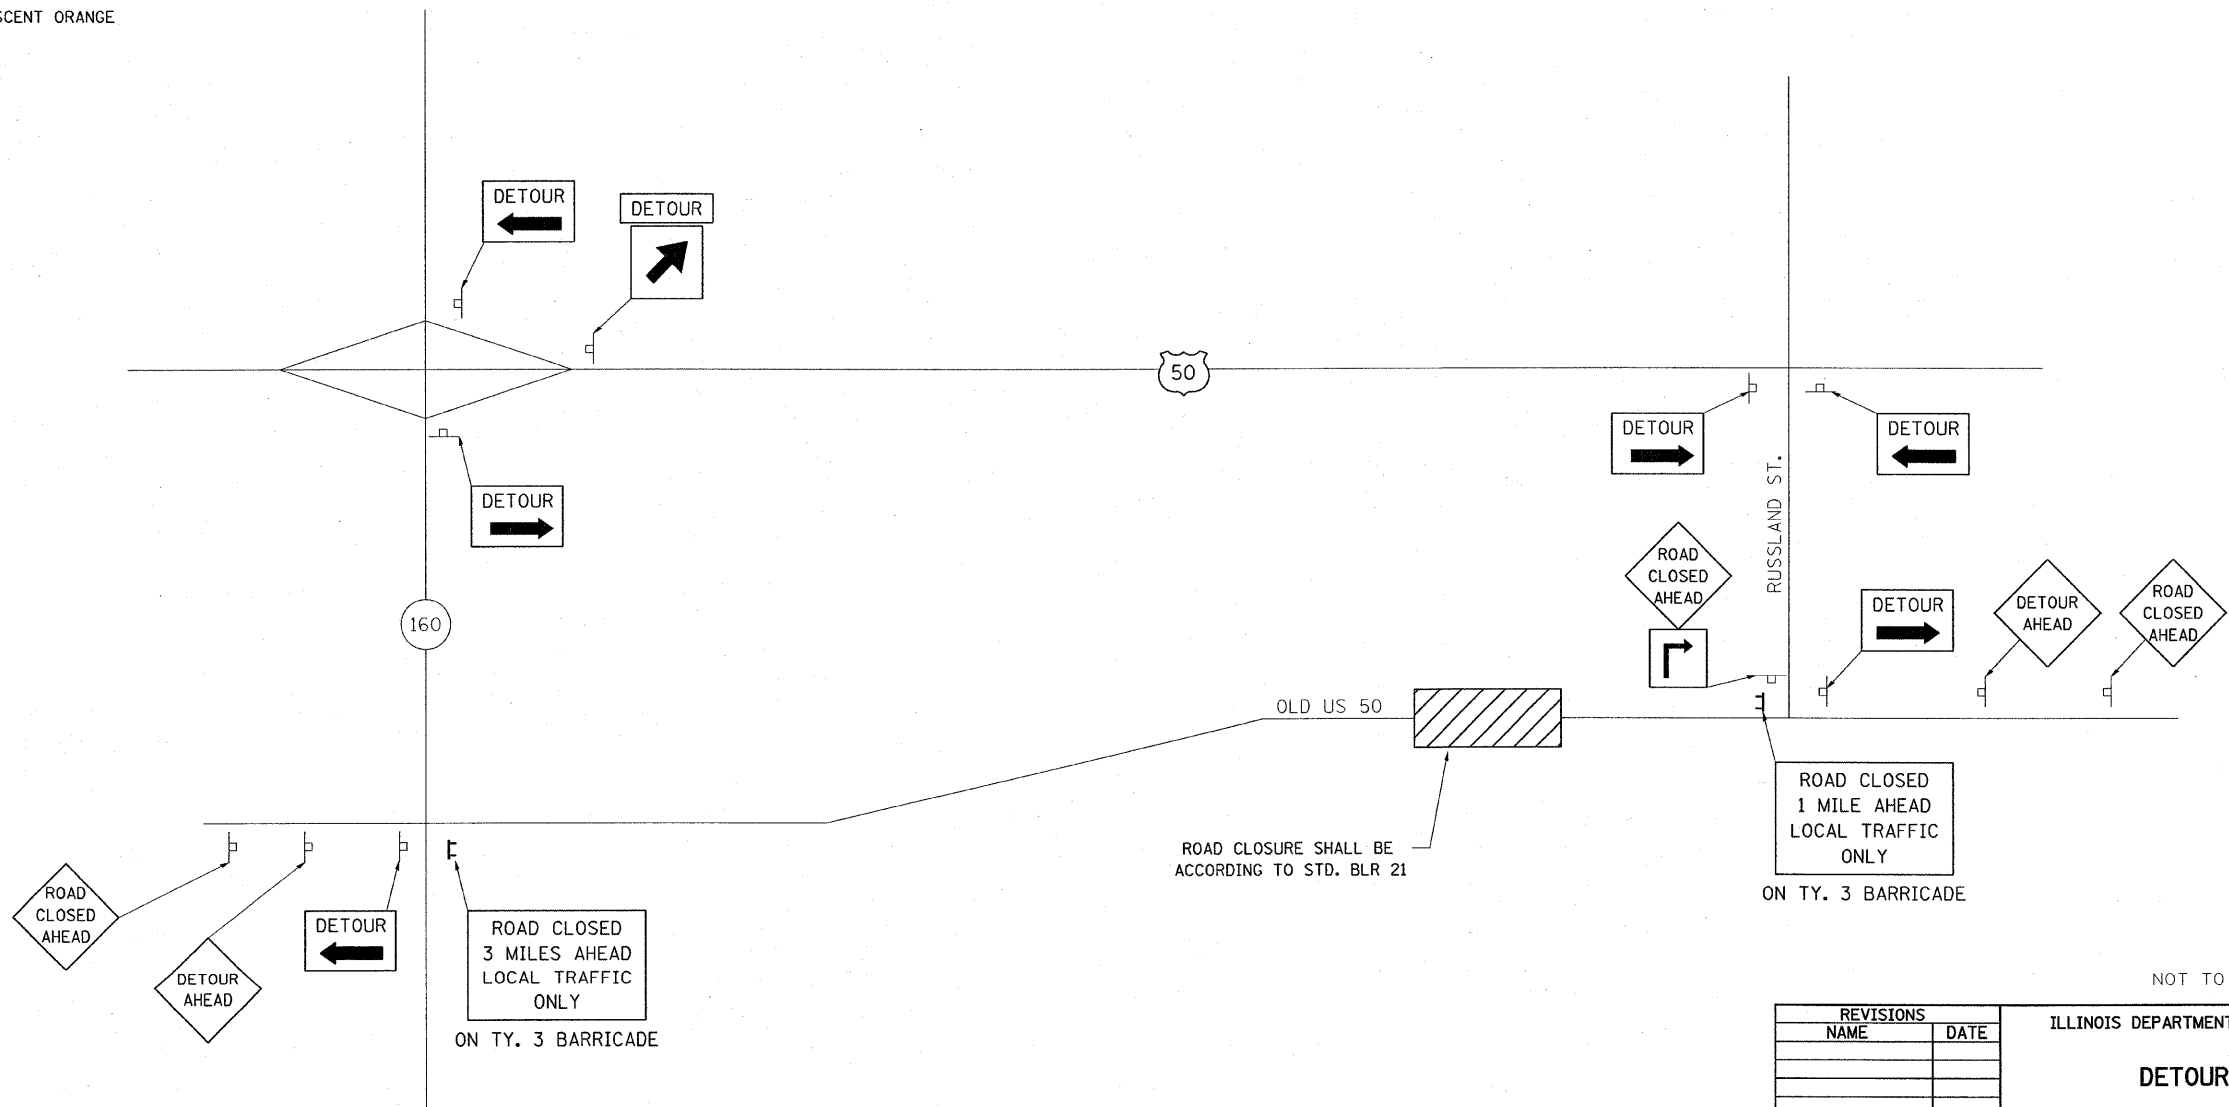 SCENT ORANGE
DETOUR
DETOUR
50
DETOUR
DETOUR
DETOUR
RUSSLAND ST.
ROAD
CLOSED
AHEAD
DETOUR
DETOUR
AHEAD
ROAD
CLOSED
AHEAD
160
OLD US 50
ROAD CLOSED
1 MILE AHEAD
LOCAL TRAFFIC
ONLY
ON TY. 3 BARRICADE
ROAD CLOSURE SHALL BE
ACCORDING TO STD. BLR 21
ROAD
CLOSED
AHEAD
DETOUR
AHEAD
DETOUR
ROAD CLOSED
3 MILES AHEAD
LOCAL TRAFFIC
ONLY
ON TY. 3 BARRICADE
NOT TO
REVISIONS
NAME DATE
ILLINOIS DEPARTMENT
DETOUR